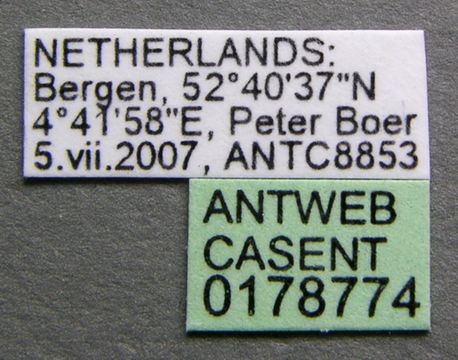 NETHERLANDS:
Bergen, 52°40'37"N
4°41'58"E, Peter Boer
5.vii.2007, ANTC8853
ANTWEB
CASENT
0178774